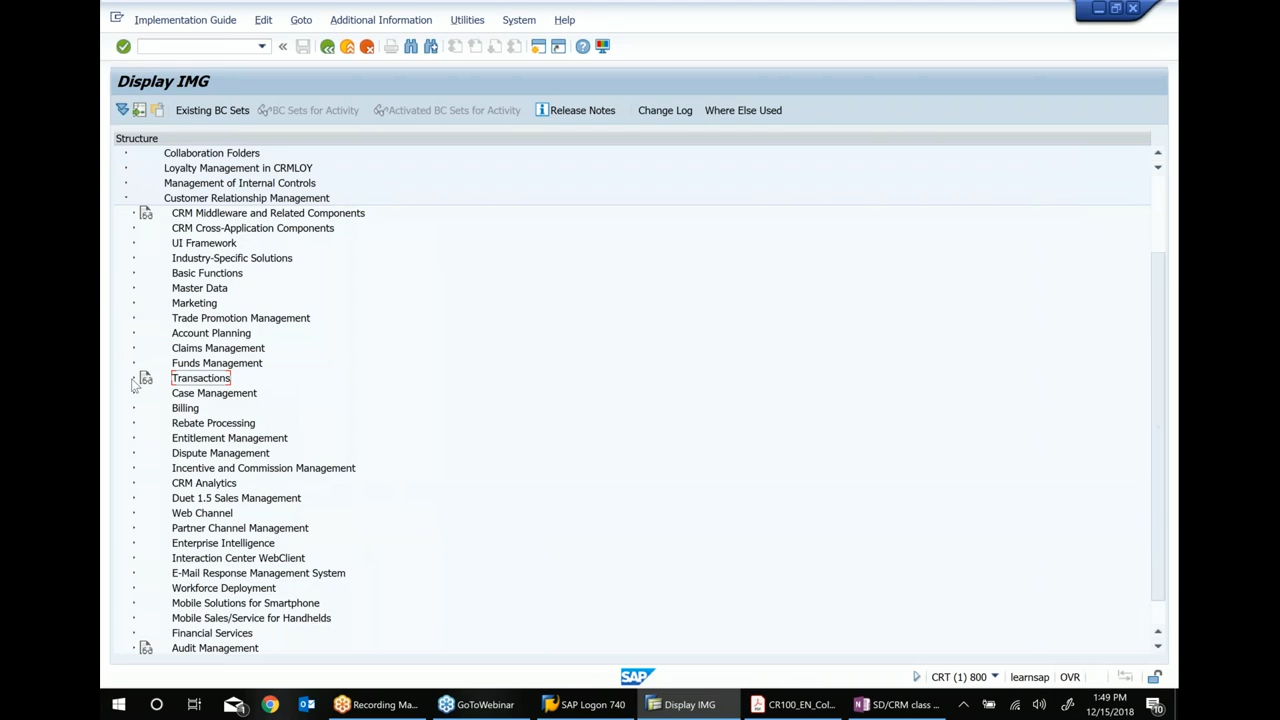 Implementation Guide Edit Goto Additional Information Utilities System Help
Display IMG
Existing BC Sets BC Sets for Activity Activated BC Sets for Activity Release Notes Change Log Where Else Used
Structure
Collaboration Folders
Loyalty Management in CRMLOY
Management of Internal Controls
Customer Relationship Management
CRM Middleware and Related Components
CRM Cross-Application Components
UI Framework
Industry-Specific Solutions
Basic Functions
Master Data
Marketing
Trade Promotion Management
Account Planning
Claims Management
Funds Management
Transactions
Case Management
Billing
Rebate Processing
Entitlement Management
Dispute Management
Incentive and Commission Management
CRM Analytics
Duet 1.5 Sales Management
Web Channel
Partner Channel Management
Enterprise Intelligence
Interaction Center WebClient
E-Mail Response Management System
Workforce Deployment
Mobile Solutions for Smartphone
Mobile Sales/Service for Handhelds
Financial Services
Audit Management
SAP CRT (1) 800 learnsap OVR
Recording Ma... GoToWebinar SAP Logon 740 Display IMG CR100_EN_Col... SD/CRM class ... 1:49 PM
12/15/2018 10